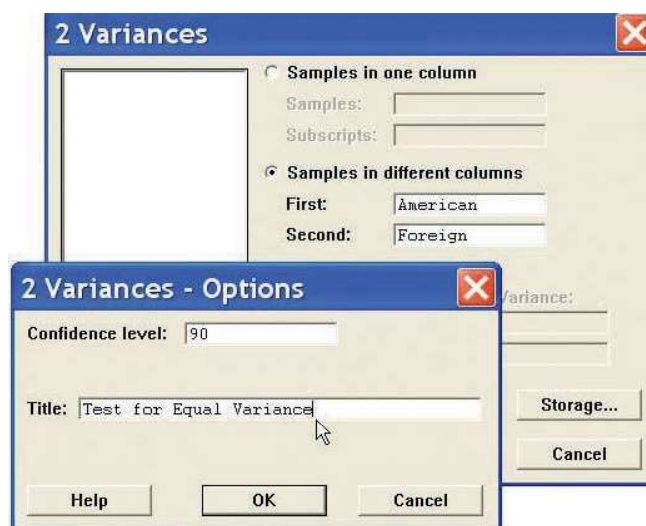 2 Variances
Samples in one column
Samples:
Subscripts:
Samples in different columns
First: American
Second: Foreign
Variance:
2 Variances - Options
Confidence level: 90
Title: Test for Equal Variance
Storage...
Cancel
Help
OK
Cancel